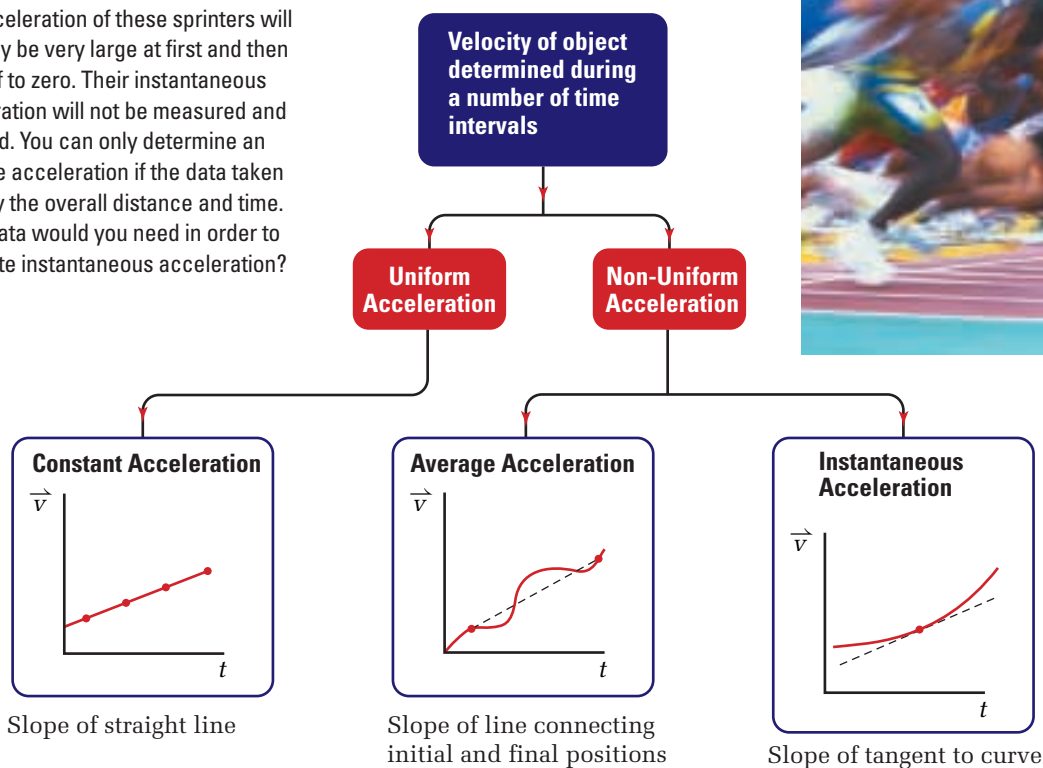 celeration of these sprinters will
y be very large at first and then
f to zero. Their instantaneous
ration will not be measured and
d. You can only determine an
e acceleration if the data taken
y the overall distance and time.
ata would you need in order to
te instantaneous acceleration?
Velocity of object
determined during
a number of time
intervals
Uniform
Acceleration
Non-Uniform
Acceleration
Constant Acceleration
v
t
Slope of straight line
Average Acceleration
v
t
Slope of line connecting
initial and final positions
Instantaneous
Acceleration
v
t
Slope of tangent to curve